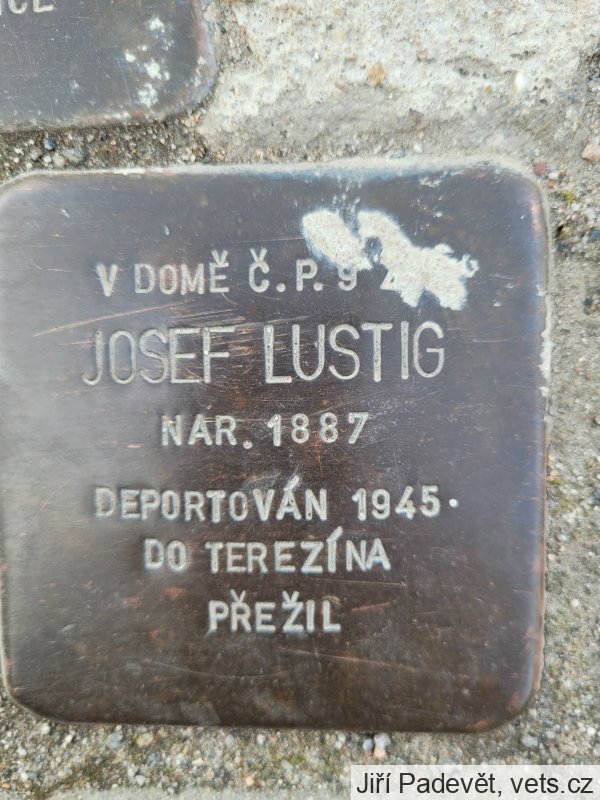 V DOMĚ Č.P. 9
JOSEF LUSTIG
NAR. 1887
DEPORTOVÁN 1945.
DO TEREZÍNA
PŘEŽIL
Jiří Padevět, vets.cz